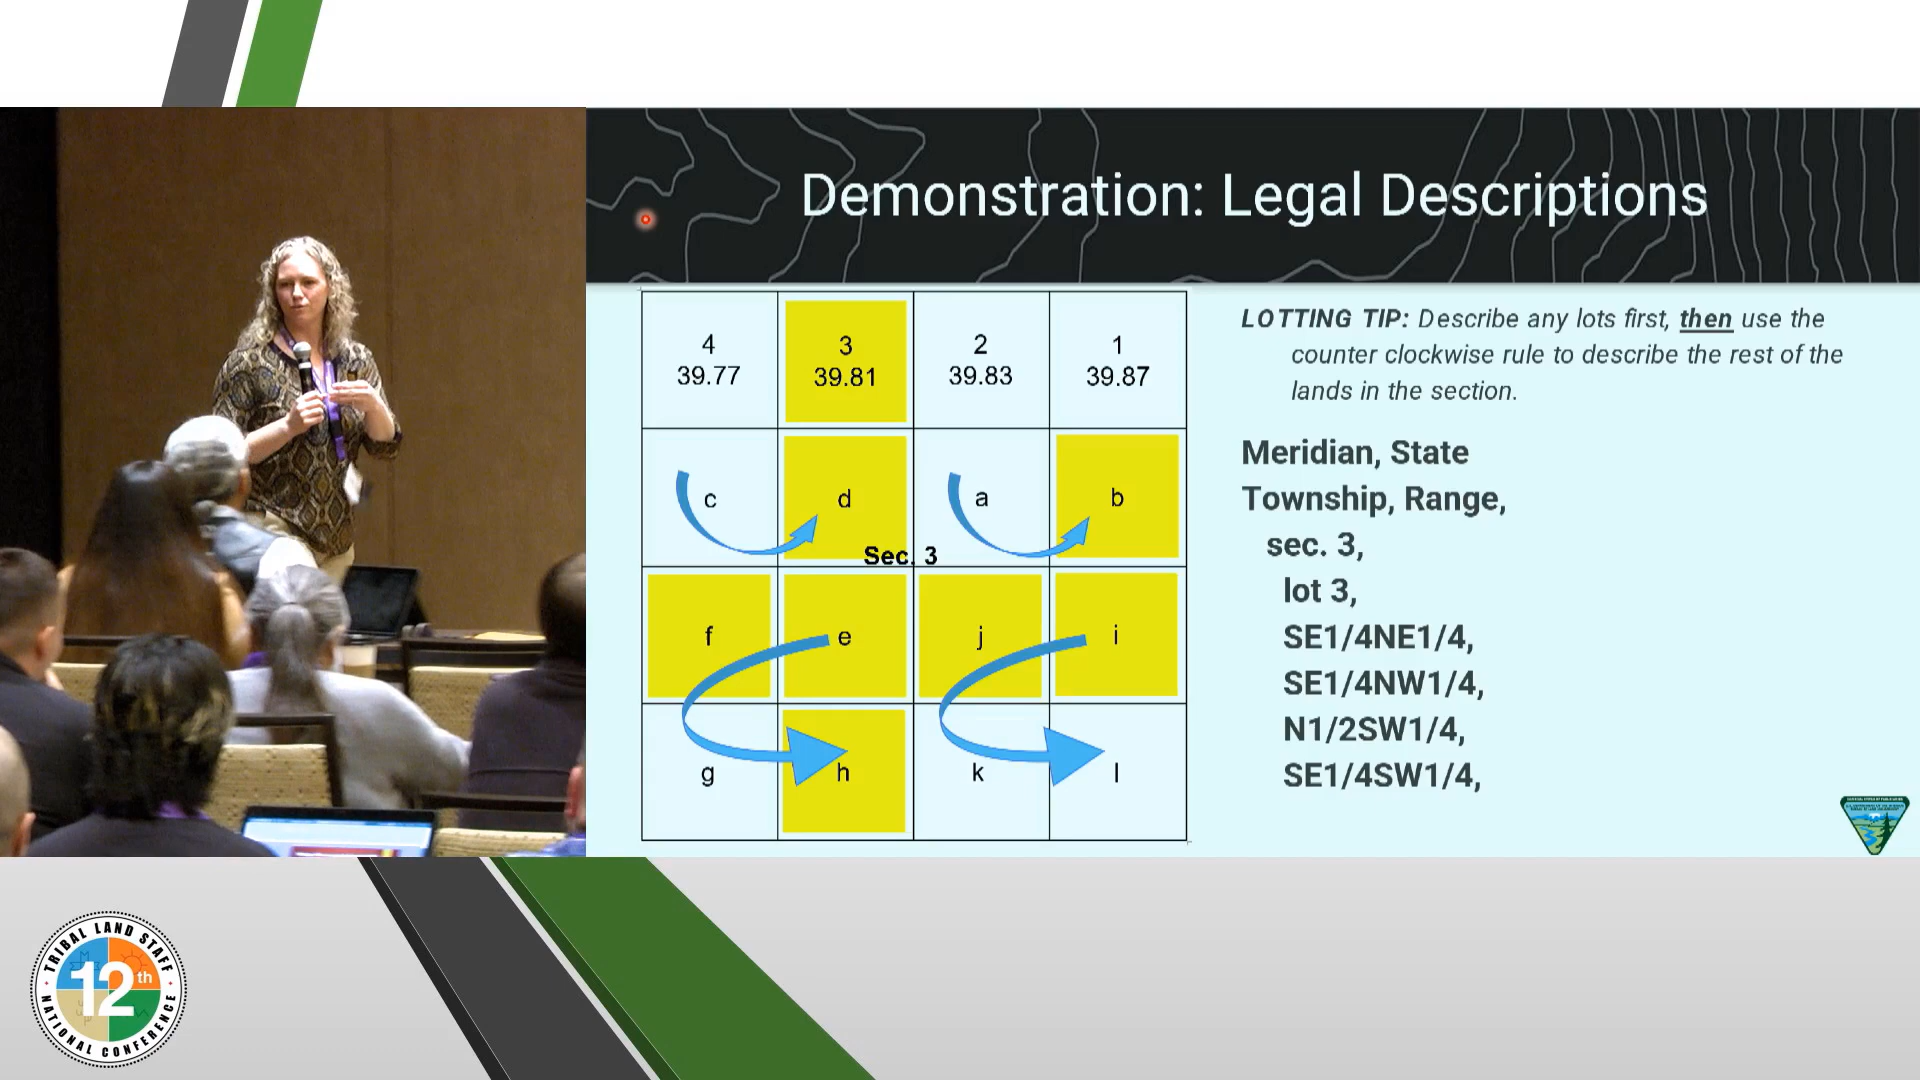 Demonstration: Legal Descriptions
4
39.77
3
39.81
2
39.83
1
39.87
c
d
a
b
Sec. 3
f
e
j
i
g
h
k
l
LOTTING TIP: Describe any lots first, then use the
counter clockwise rule to describe the rest of the
lands in the section.
Meridian, State
Township, Range,
sec. 3,
lot 3,
SE1/4NE1/4,
SE1/4NW1/4,
N1/2SW1/4,
SE1/4SW1/4,
TRIBAL LAND STAFF
12th
NATIONAL CONFERENCE